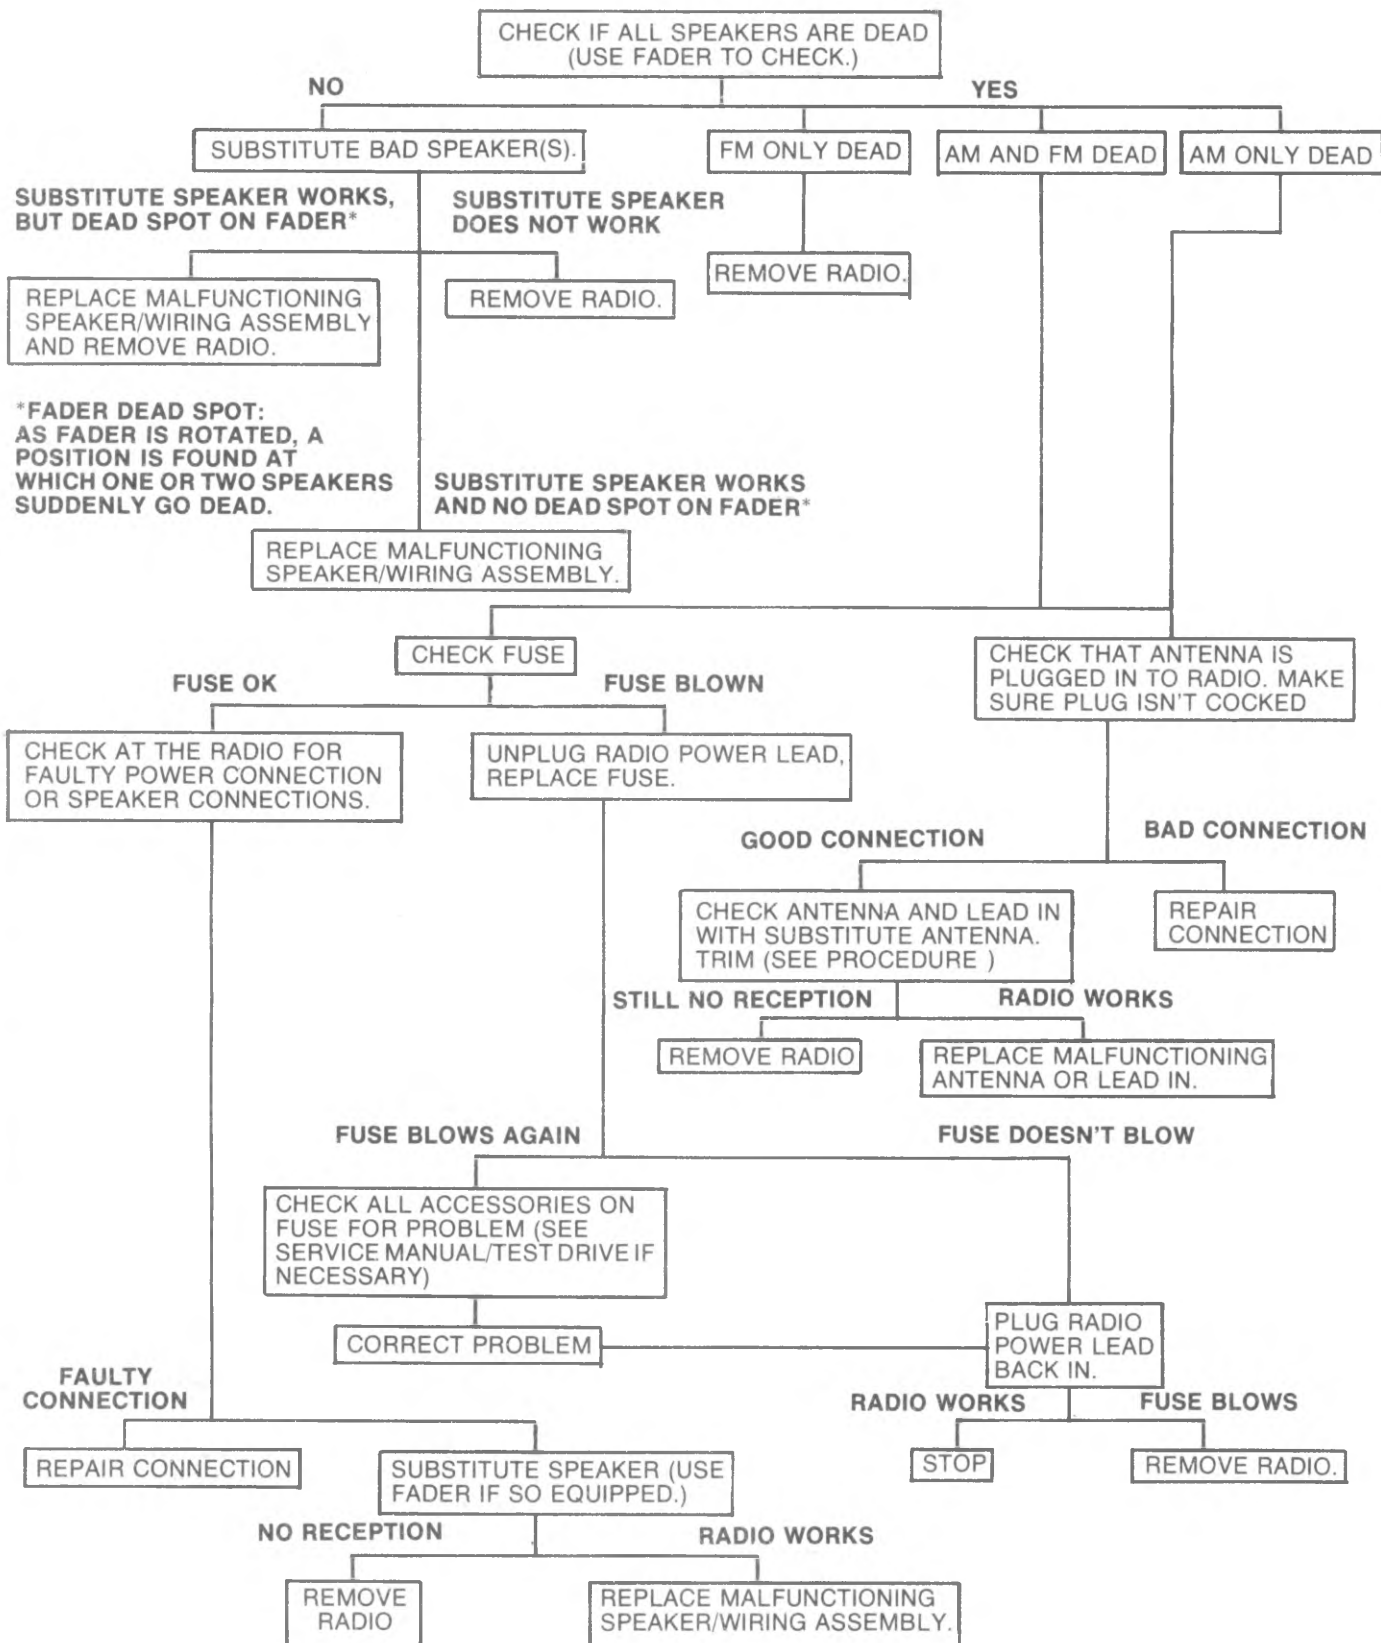 CHECK IF ALL SPEAKERS ARE DEAD
(USE FADER TO CHECK.)
NO
YES
SUBSTITUTE BAD SPEAKER(S).
FM ONLY DEAD
AM AND FM DEAD
AM ONLY DEAD
SUBSTITUTE SPEAKER WORKS,
BUT DEAD SPOT ON FADER*
SUBSTITUTE SPEAKER
DOES NOT WORK
REMOVE RADIO.
REPLACE MALFUNCTIONING
SPEAKER/WIRING ASSEMBLY
AND REMOVE RADIO.
REMOVE RADIO.
*FADER DEAD SPOT:
AS FADER IS ROTATED, A
POSITION IS FOUND AT
WHICH ONE OR TWO SPEAKERS
SUDDENLY GO DEAD.
SUBSTITUTE SPEAKER WORKS
AND NO DEAD SPOT ON FADER*
REPLACE MALFUNCTIONING
SPEAKER/WIRING ASSEMBLY.
CHECK FUSE
CHECK THAT ANTENNA IS
PLUGGED IN TO RADIO. MAKE
SURE PLUG ISN'T COCKED
FUSE OK
FUSE BLOWN
CHECK AT THE RADIO FOR
FAULTY POWER CONNECTION
OR SPEAKER CONNECTIONS.
UNPLUG RADIO POWER LEAD,
REPLACE FUSE.
GOOD CONNECTION
BAD CONNECTION
CHECK ANTENNA AND LEAD IN
WITH SUBSTITUTE ANTENNA.
TRIM (SEE PROCEDURE )
REPAIR
CONNECTION
STILL NO RECEPTION
RADIO WORKS
REMOVE RADIO
REPLACE MALFUNCTIONING
ANTENNA OR LEAD IN.
FUSE BLOWS AGAIN
FUSE DOESN'T BLOW
CHECK ALL ACCESSORIES ON
FUSE FOR PROBLEM (SEE
SERVICE MANUAL/TEST DRIVE IF
NECESSARY)
CORRECT PROBLEM
PLUG RADIO
POWER LEAD
BACK IN.
FAULTY
CONNECTION
RADIO WORKS
FUSE BLOWS
REPAIR CONNECTION
SUBSTITUTE SPEAKER (USE
FADER IF SO EQUIPPED.)
STOP
REMOVE RADIO.
NO RECEPTION
RADIO WORKS
REMOVE
RADIO
REPLACE MALFUNCTIONING
SPEAKER/WIRING ASSEMBLY.